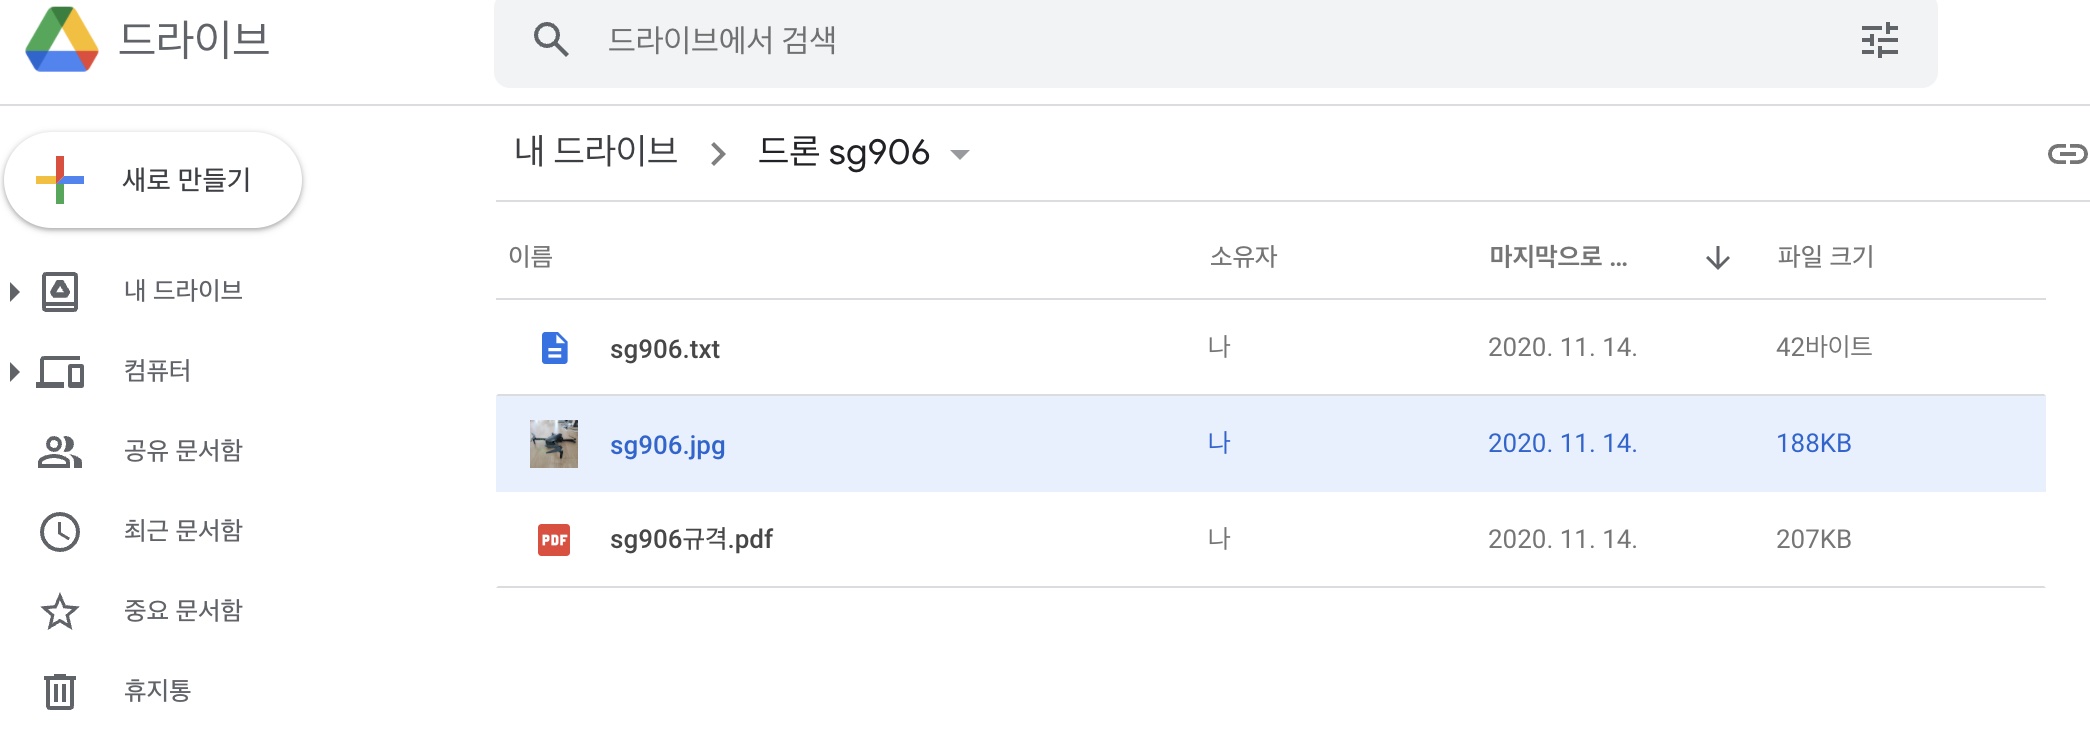 드라이브
드라이브에서 검색
새로 만들기
내 드라이브
컴퓨터
공유 문서함
최근 문서함
중요 문서함
휴지통
내 드라이브 > 드론 sg906
이름 소유자 마지막으로 ... 파일 크기
sg906.txt 나 2020. 11. 14. 42바이트
sg906.jpg 나 2020. 11. 14. 188KB
PDF sg906규격.pdf 나 2020. 11. 14. 207KB